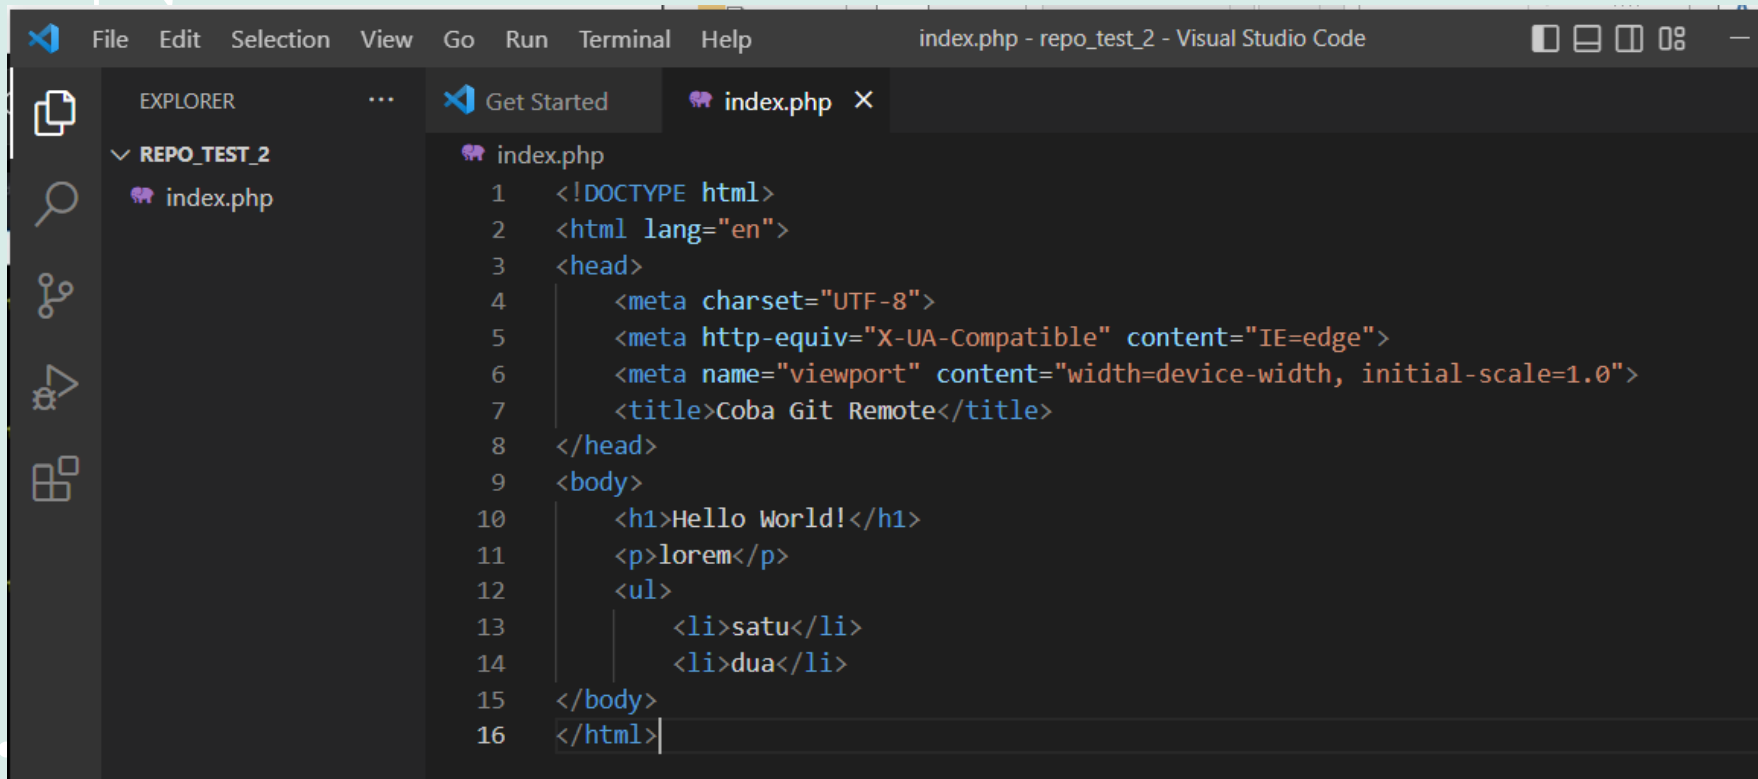 File Edit Selection View Go Run Terminal Help index.php - repo_test_2 - Visual Studio Code
EXPLORER ···
REPO_TEST_2
index.php
Get Started index.php
index.php
1 <!DOCTYPE html>
2 <html lang="en">
3 <head>
4 <meta charset="UTF-8">
5 <meta http-equiv="X-UA-Compatible" content="IE=edge">
6 <meta name="viewport" content="width=device-width, initial-scale=1.0">
7 <title>Coba Git Remote</title>
8 </head>
9 <body>
10 <h1>Hello World!</h1>
11 <p>lorem</p>
12 <ul>
13 <li>satu</li>
14 <li>dua</li>
15 </body>
16 </html>